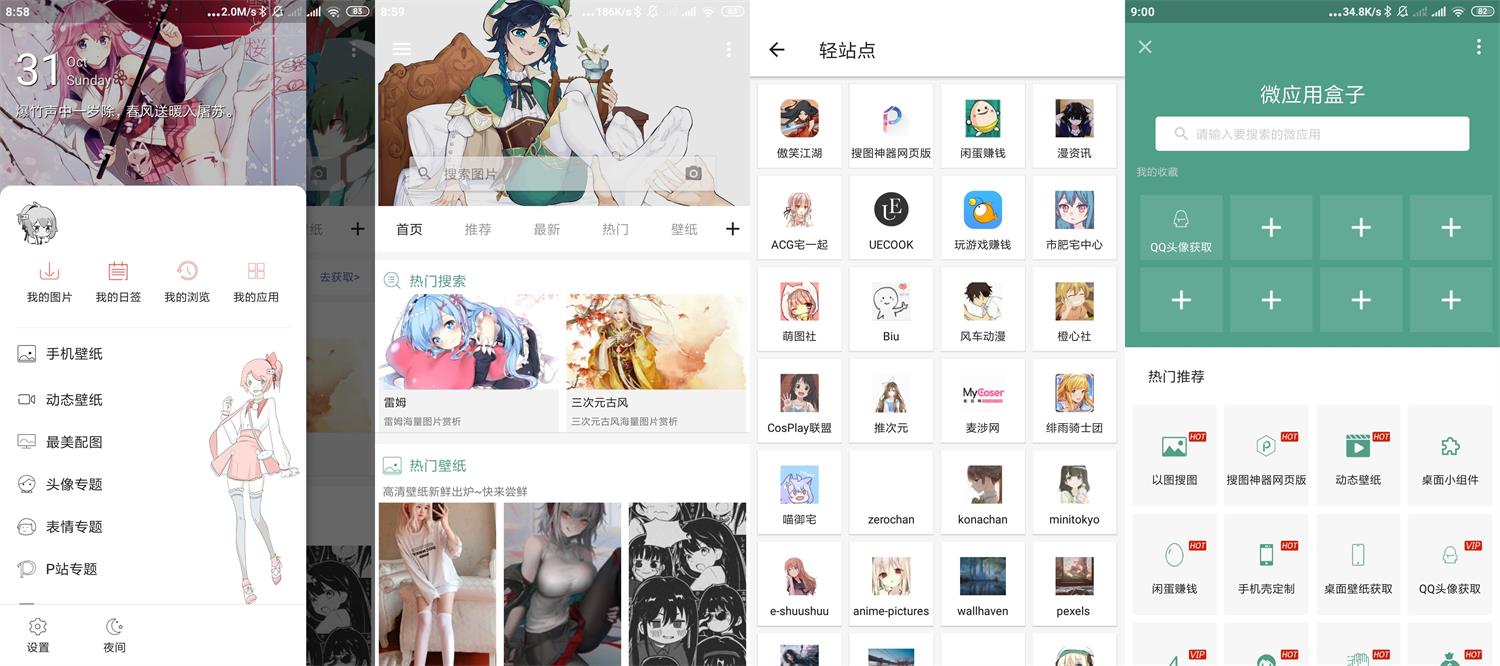 8:58
...2.0M/s
83
31
Oct
Sunday
爆竹声中一岁除，春风送暖入屠苏。
我的图片
我的日签
我的浏览
我的应用
手机壁纸
动态壁纸
最美配图
头像专题
表情专题
P站专题
设置
夜间
纸
去获取>
8:59
...186K/s
83
搜索图片
首页
推荐
最新
热门
壁纸
热门搜索
雷姆
雷姆海量图片赏析
三次元古风
三次元古风海量图片赏析
热门壁纸
高清壁纸新鲜出炉~快来尝鲜
轻站点
傲笑江湖
搜图神器网页版
闲蛋赚钱
漫资讯
ACG宅一起
UECOOK
玩游戏赚钱
市肥宅中心
萌图社
Biu
风车动漫
橙心社
CosPlay联盟
推次元
MyCoser
麦涉网
绯雨骑士团
喵御宅
zerochan
konachan
minitokyo
e-shuushuu
anime-pictures
wallhaven
pexels
9:00
...34.8K/s
82
微应用盒子
请输入要搜索的微应用
我的收藏
QQ头像获取
热门推荐
HOT
HOT
HOT
以图搜图
搜图神器网页版
动态壁纸
桌面小组件
HOT
HOT
VIP
闲蛋赚钱
手机壳定制
桌面壁纸获取
QQ头像获取
VIP
HOT
HOT
HOT